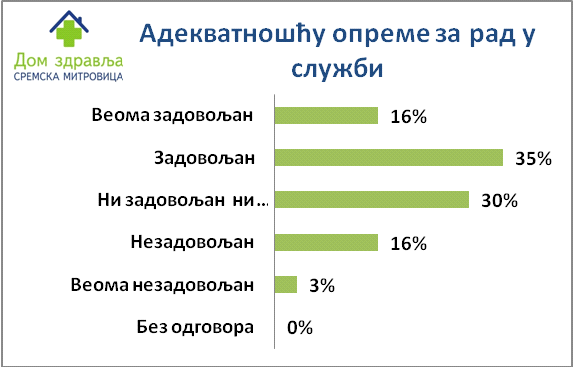 Дом здравља
СРЕМСКА МИТРОВИЦА
Адекватношћу опреме за рад у
служби
Веома задовољан 16%
Задовољан 35%
Ни задовољан ни ... 30%
Незадовољан 16%
Веома незадовољан 3%
Без одговора 0%